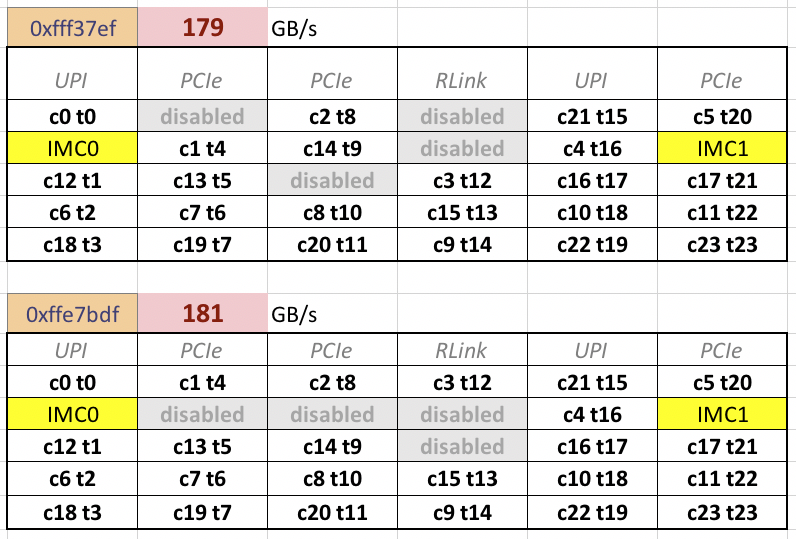 0xfff37ef 179 GB/s
UPI PCIe PCIe RLink UPI PCIe
c0 t0 disabled c2 t8 disabled c21 t15 c5 t20
IMC0 c1 t4 c14 t9 disabled c4 t16 IMC1
c12 t1 c13 t5 disabled c3 t12 c16 t17 c17 t21
c6 t2 c7 t6 c8 t10 c15 t13 c10 t18 c11 t22
c18 t3 c19 t7 c20 t11 c9 t14 c22 t19 c23 t23
0xffe7bdf 181 GB/s
UPI PCIe PCIe RLink UPI PCIe
c0 t0 c1 t4 c2 t8 c3 t12 c21 t15 c5 t20
IMC0 disabled disabled disabled c4 t16 IMC1
c12 t1 c13 t5 c14 t9 disabled c16 t17 c17 t21
c6 t2 c7 t6 c8 t10 c15 t13 c10 t18 c11 t22
c18 t3 c19 t7 c20 t11 c9 t14 c22 t19 c23 t23